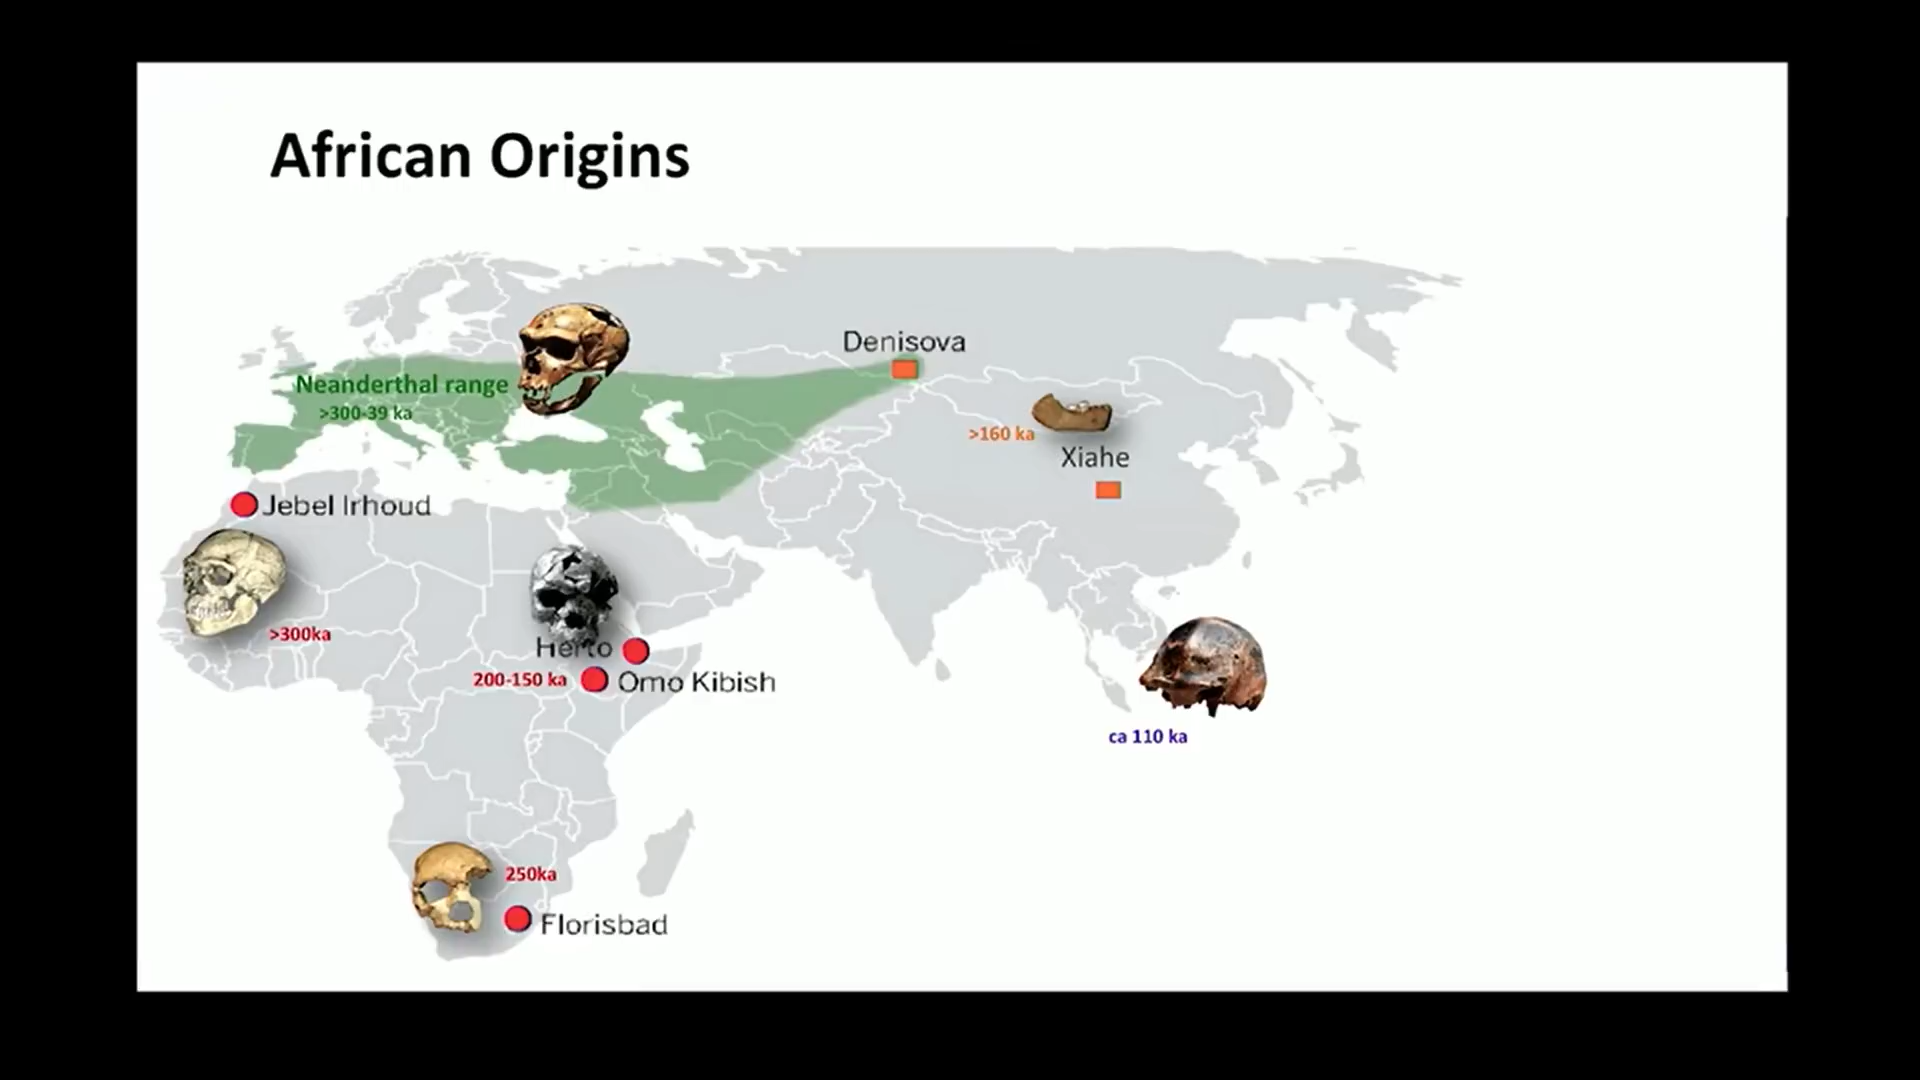 African Origins
Denisova
Neanderthal range
>300-39 ka
>160 ka
Xiahe
Jebel Irhoud
>300ka
Herto
200-150 ka
Omo Kibish
ca 110 ka
250ka
Florisbad